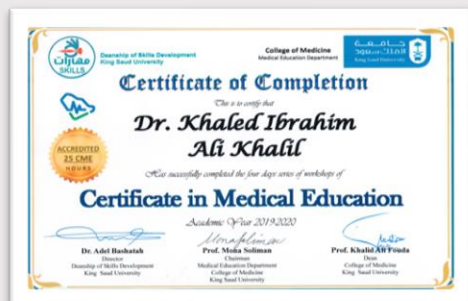 مهارات
SKILLS
Deanship of Skills Development
King Saud University
College of Medicine
Medical Education Department
جامعة
الملك سعود
King Saud University
Certificate of Completion
This is to certify that
Dr. Khaled Ibrahim
Ali Khalil
Has successfully completed the four days series of workshops of
ACCREDITED
25 CME
HOURS
Certificate in Medical Education
Academic Year 2019-2020
Dr. Adel Bashatah
Director
Deanship of Skills Development
King Saud University
Prof. Mona Soliman
Chairman
Medical Education Department
College of Medicine
King Saud University
Prof. Khalid Ali Fouda
Dean
College of Medicine
King Saud University